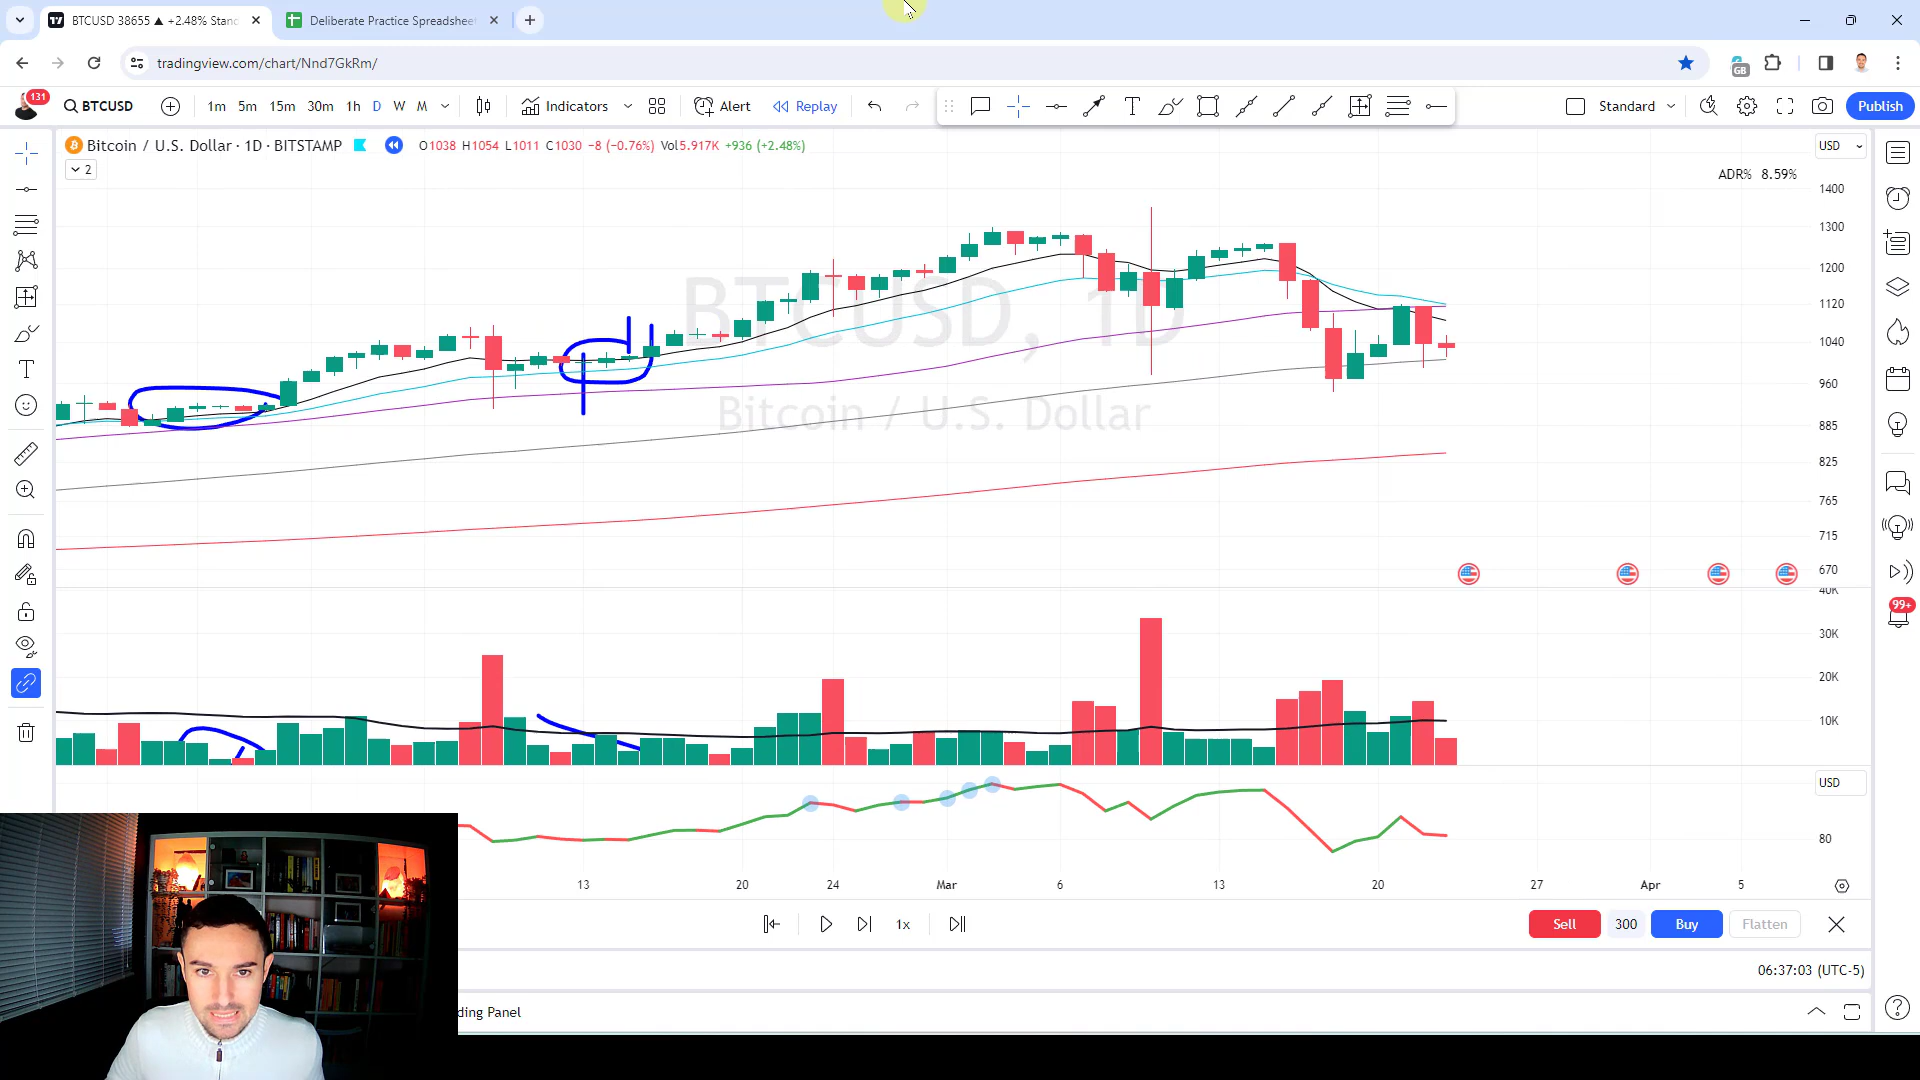 BTCUSD 38655 ▲ +2.48% Stanc
Deliberate Practice Spreadshee
tradingview.com/chart/Nnd7GkRm/
GB
131
BTCUSD
1m 5m 15m 30m 1h D W M
Indicators
Alert
Replay
T
Standard
Publish
Bitcoin / U.S. Dollar · 1D · BITSTAMP
O1038 H1054 L1011 C1030 −8 (−0.76%) Vol5.917K +936 (+2.48%)
2
USD
ADR% 8.59%
1400
1300
1200
1120
1040
960
885
825
765
715
670
BTCUSD, 1D
Bitcoin / U.S. Dollar
40K
30K
20K
10K
99+
USD
80
13 20 24 Mar 6 13 20 27 Apr 5
1x
Sell 300 Buy Flatten
06:37:03 (UTC-5)
ding Panel